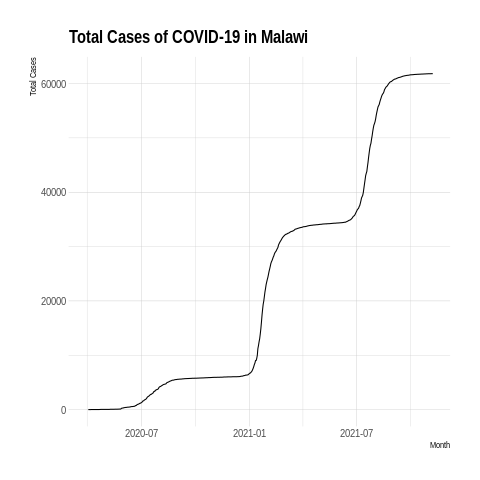 Total Cases of COVID-19 in Malawi
Total Cases
60000
40000
20000
0
2020-07 2021-01 2021-07
Month